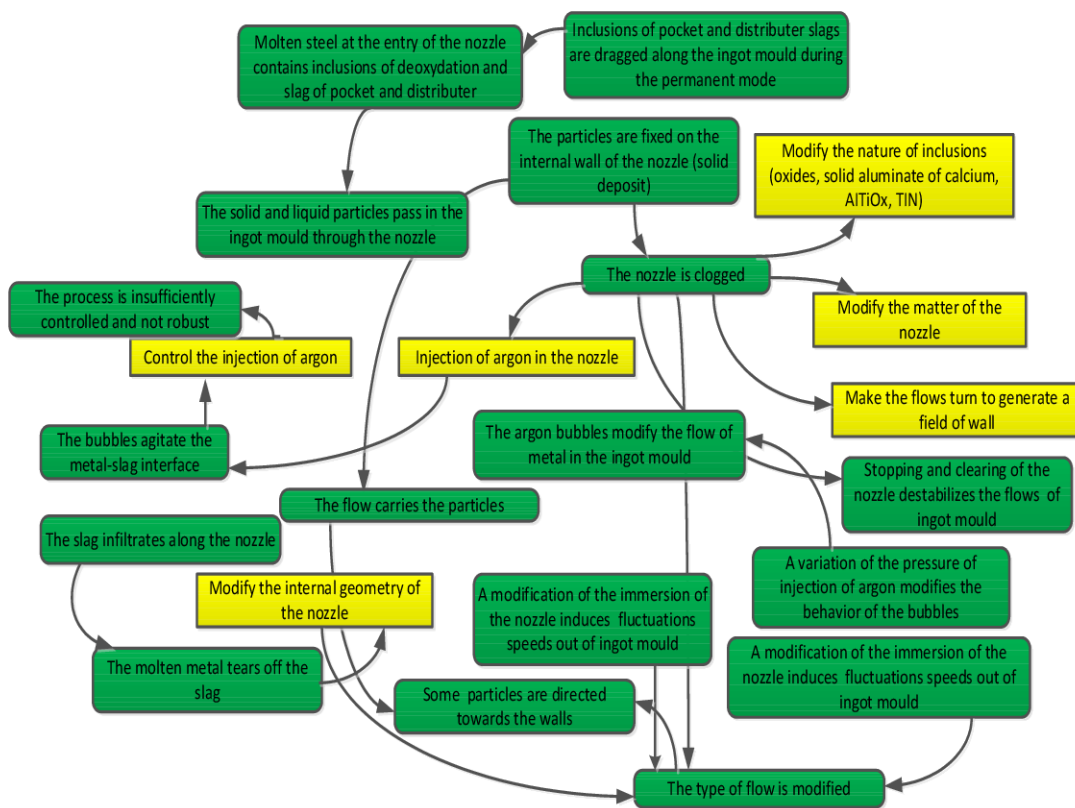 Molten steel at the entry of the nozzle
contains inclusions of deoxydation and
slag of pocket and distributer
Inclusions of pocket and distributer slags
are dragged along the ingot mould during
the permanent mode
The particles are fixed on the
internal wall of the nozzle (solid
deposit)
Modify the nature of inclusions
(oxides, solid aluminate of calcium,
AlTiOx, TIN)
The solid and liquid particles pass in the
ingot mould through the nozzle
The nozzle is clogged
The process is insufficiently
controlled and not robust
Modify the matter of the
nozzle
Control the injection of argon
Injection of argon in the nozzle
Make the flows turn to generate a
field of wall
The bubbles agitate the
metal-slag interface
The argon bubbles modify the flow of
metal in the ingot mould
Stopping and clearing of the
nozzle destabilizes the flows of
ingot mould
The flow carries the particles
The slag infiltrates along the nozzle
A variation of the pressure of
injection of argon modifies the
behavior of the bubbles
Modify the internal geometry of
the nozzle
A modification of the immersion of
the nozzle induces fluctuations
speeds out of ingot mould
The molten metal tears off the
slag
A modification of the immersion of the
nozzle induces fluctuations speeds out of
ingot mould
Some particles are directed
towards the walls
The type of flow is modified